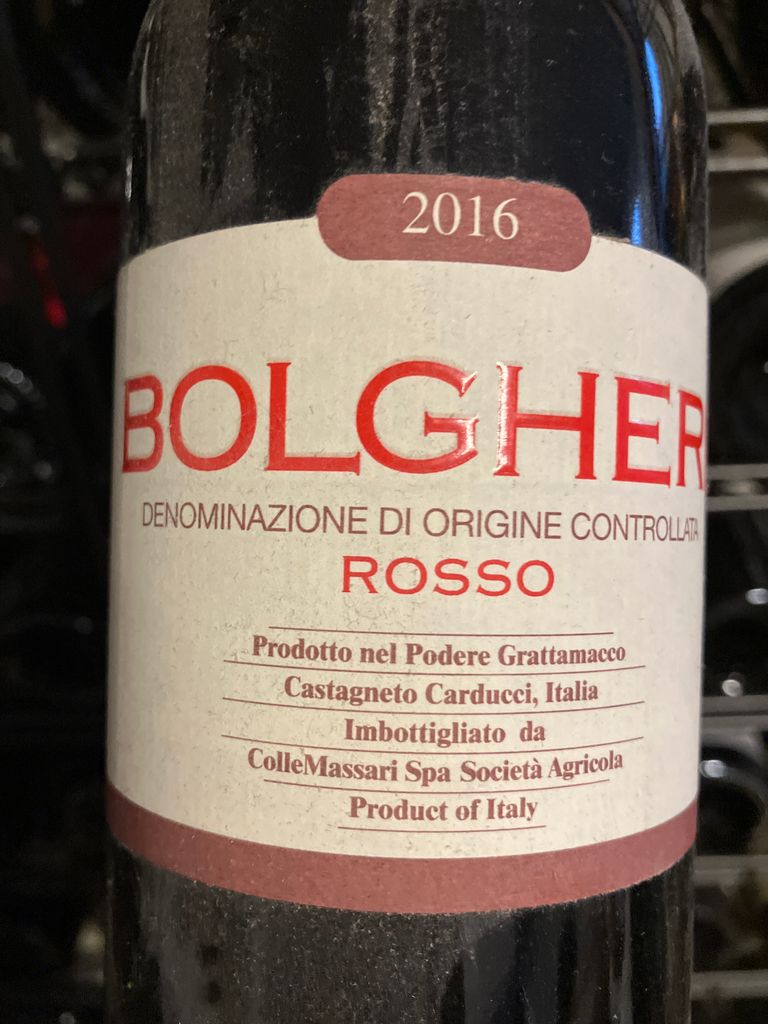 2016
BOLGHERI
DENOMINAZIONE DI ORIGINE CONTROLLATA
ROSSO
Prodotto nel Podere Grattamacco
Castagneto Carducci, Italia
Imbottigliato da
ColleMassari Spa Società Agricola
Product of Italy